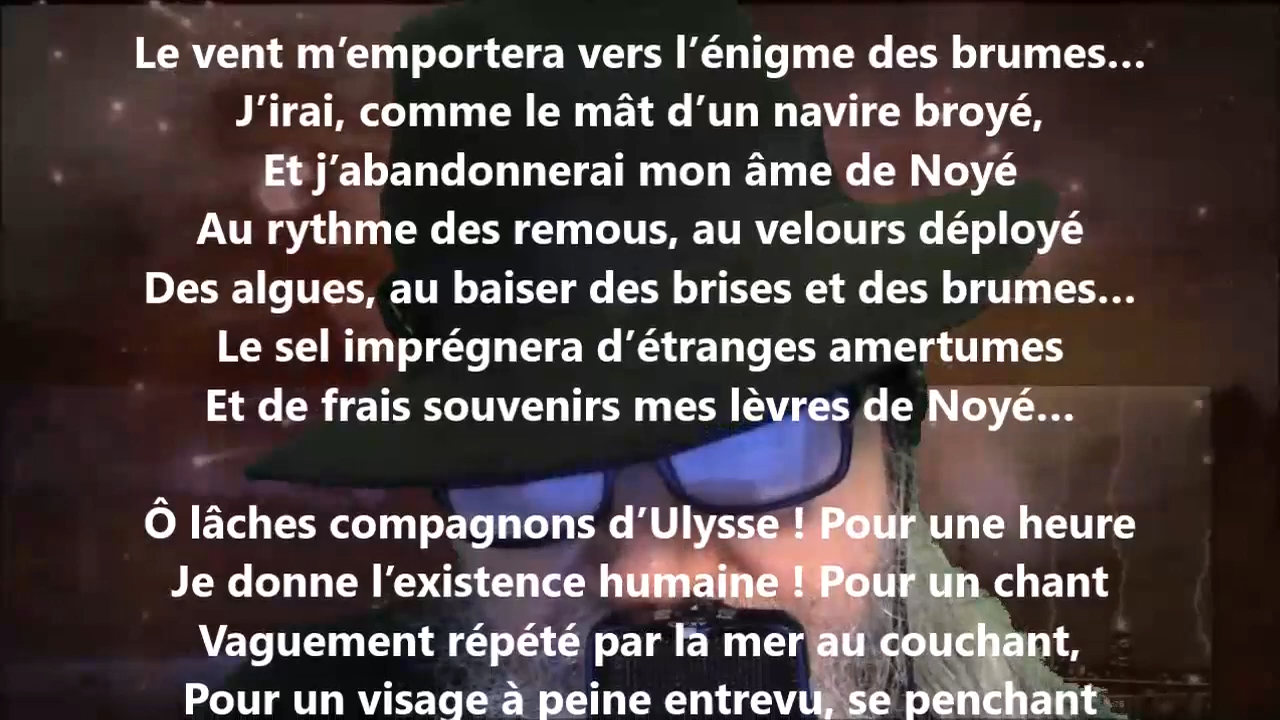 Le vent m’emportera vers l’énigme des brumes…
J’irai, comme le mât d’un navire broyé,
Et j’abandonnerai mon âme de Noyé
Au rythme des remous, au velours déployé
Des algues, au baiser des brises et des brumes…
Le sel imprégnera d’étranges amertumes
Et de frais souvenirs mes lèvres de Noyé…
Ô lâches compagnons d’Ulysse ! Pour une heure
Je donne l’existence humaine ! Pour un chant
Vaguement répété par la mer au couchant,
Pour un visage à peine entrevu, se penchant